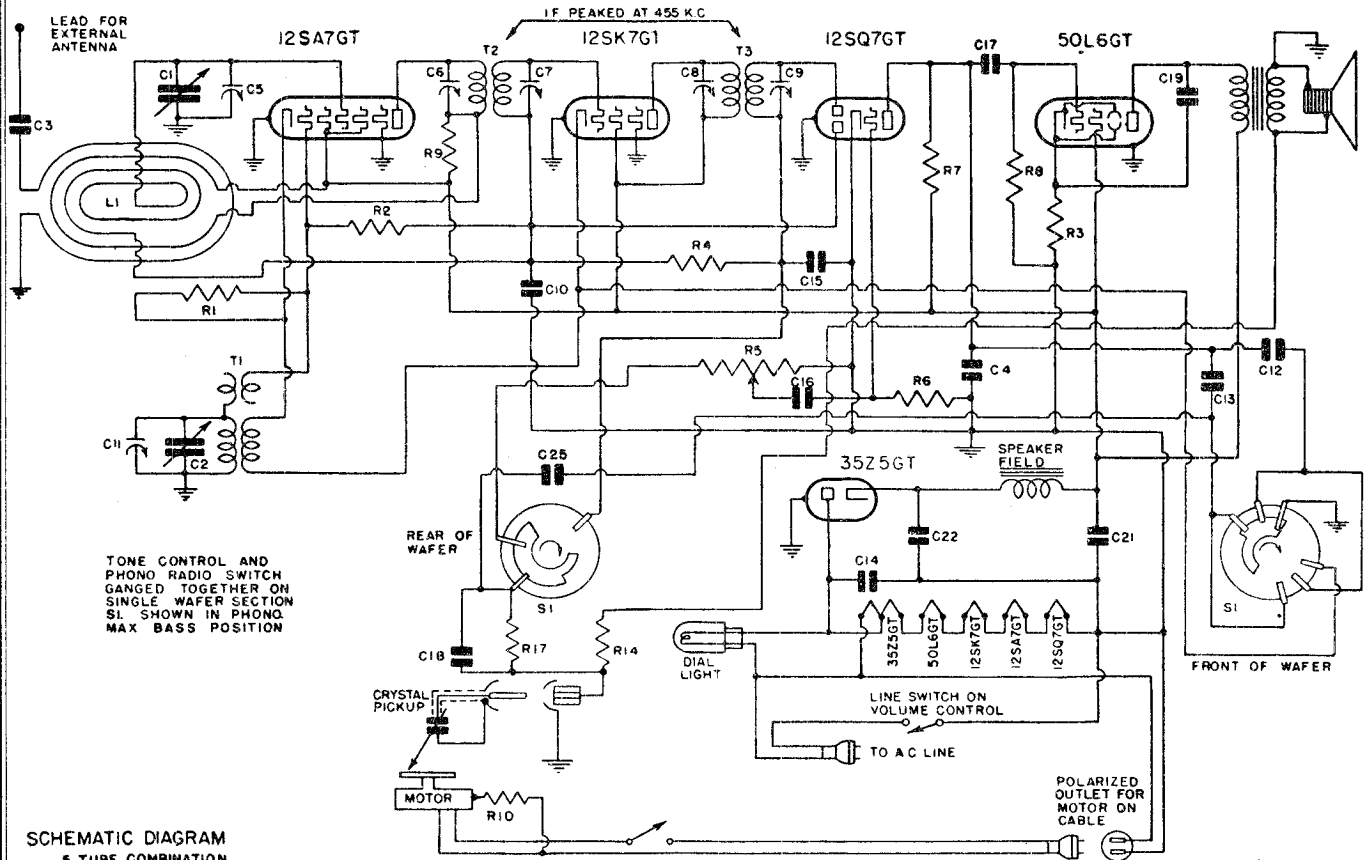 LEAD FOR
EXTERNAL
ANTENNA
IF PEAKED AT 455 K.C
12SA7GT
12SK7G1
12SQ7GT
50L6GT
T2
T3
C1
C5
C6
C7
C8
C9
C17
C19
C3
R9
R7
R8
L1
R2
R3
R4
C15
R1
C10
T1
R5
C16
R6
C4
C13
C12
C11
C2
C25
35Z5GT
SPEAKER
FIELD
REAR OF
WAFER
S1
C22
C21
C14
S1
FRONT OF WAFER
TONE CONTROL AND
PHONO RADIO SWITCH
GANGED TOGETHER ON
SINGLE WAFER SECTION
S1. SHOWN IN PHONO.
MAX BASS POSITION
C18
R17
R14
DIAL
LIGHT
35Z5GT
50L6GT
12SK7GT
12SA7GT
12SQ7GT
CRYSTAL
PICKUP
LINE SWITCH ON
VOLUME CONTROL
TO A C LINE
MOTOR
R10
POLARIZED
OUTLET FOR
MOTOR ON
CABLE
SCHEMATIC DIAGRAM
5 TUBE COMBINATION